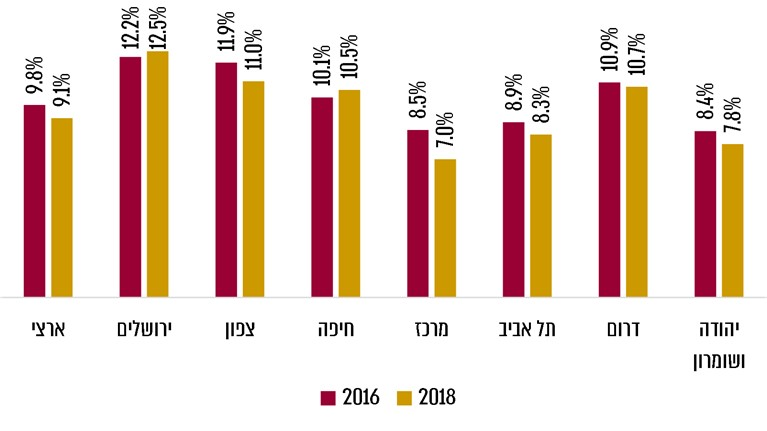 9.8% 9.1% 12.2% 12.5% 11.9% 11.0% 10.1% 10.5% 8.5% 7.0% 8.9% 8.3% 10.9% 10.7% 8.4% 7.8%
ארצי ירושלים צפון חיפה מרכז תל אביב דרום יהודה
ושומרון
2016 2018